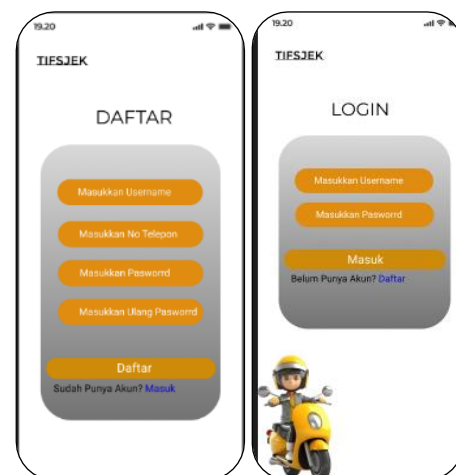 19.20
TIFSJEK
DAFTAR
Masukkan Username
Masukkan No Telepon
Masukkan Pasworrd
Masukkan Ulang Pasworrd
Daftar
Sudah Punya Akun? Masuk
19.20
TIFSJEK
LOGIN
Masukkan Username
Masukkan Pasworrd
Masuk
Belum Punya Akun? Daftar